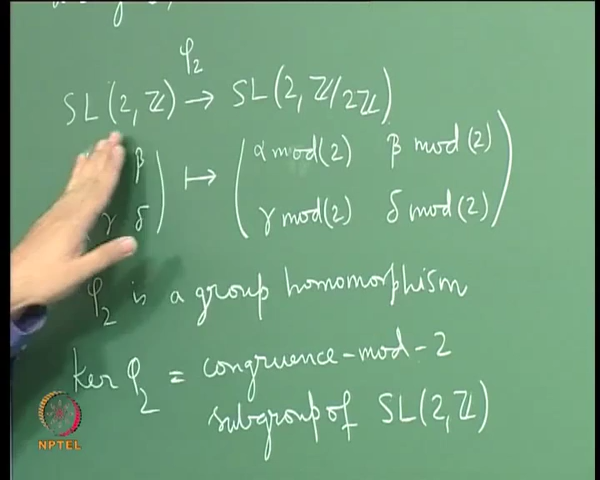 φ₂
SL(2, ℤ) → SL(2, ℤ/2ℤ)
β ↦ (α mod(2) β mod(2)
γ δ) γ mod(2) δ mod(2))
φ₂ is a group homomorphism
ker φ₂ = congruence-mod-2
subgroup of SL(2, ℤ)
NPTEL